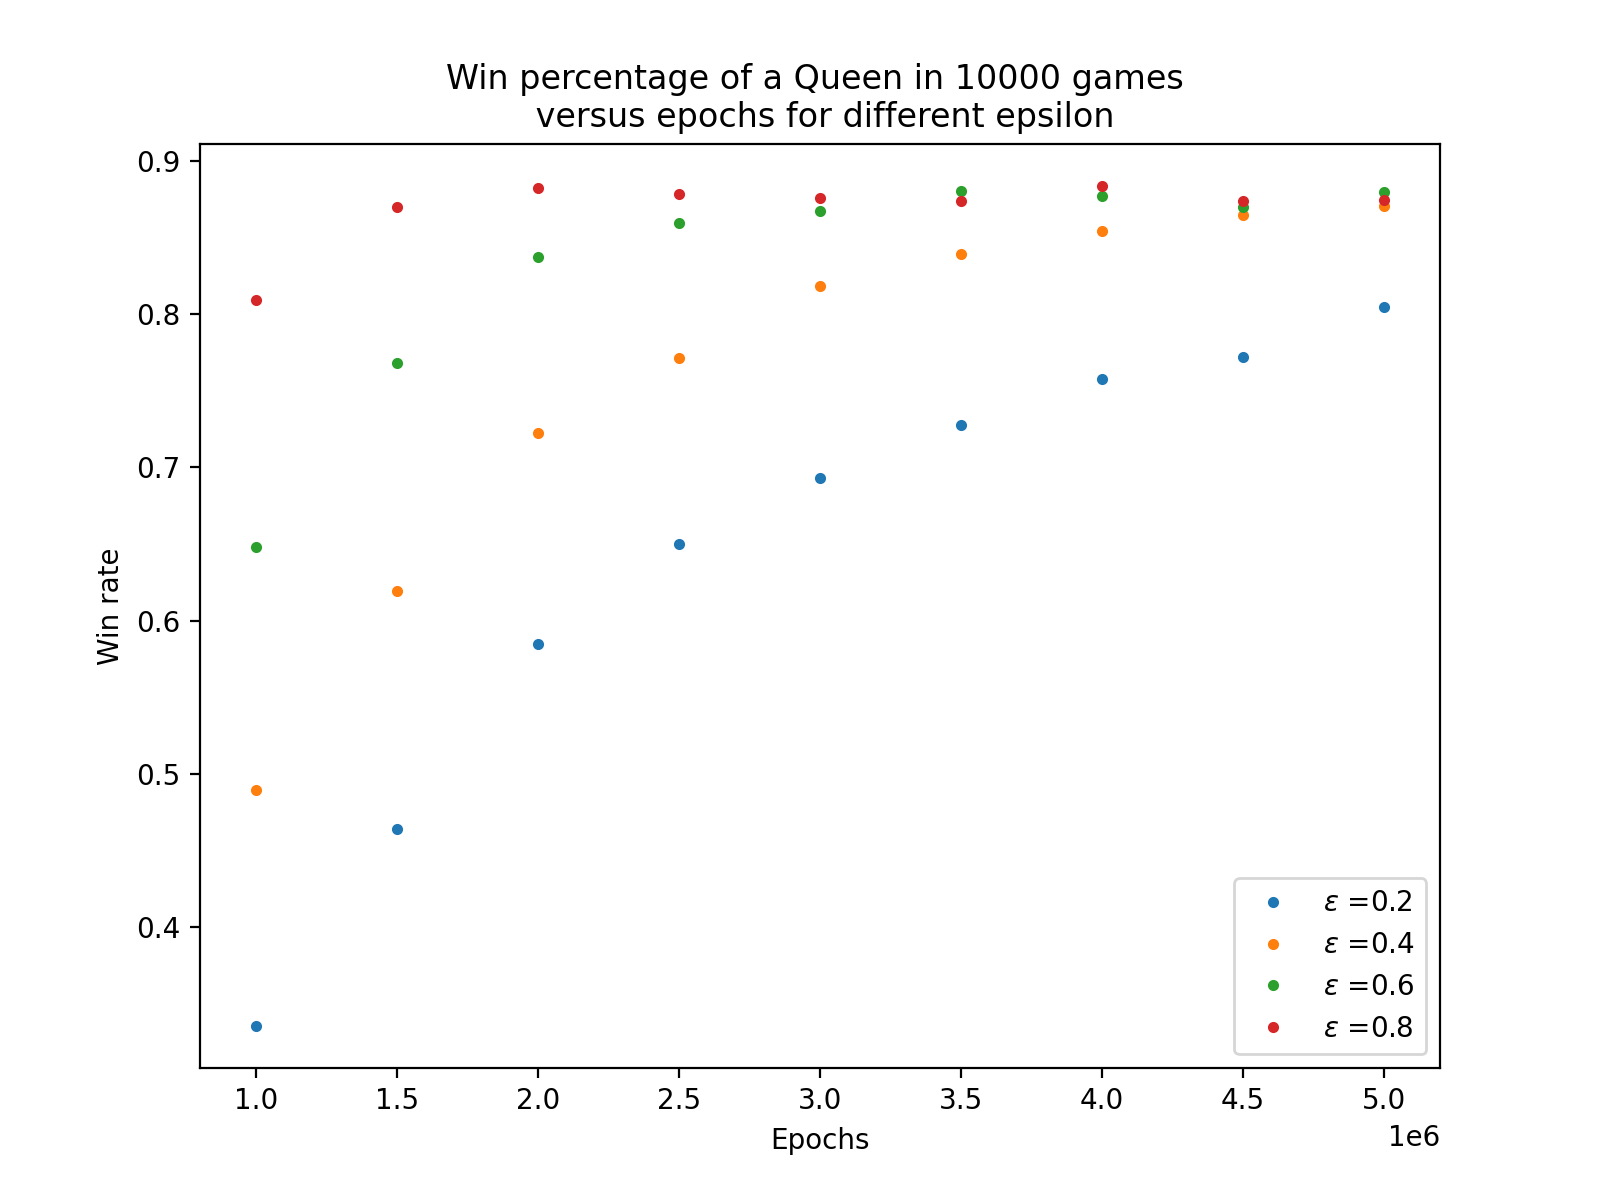 Win percentage of a Queen in 10000 games
versus epochs for different epsilon
Win rate
0.9
0.8
0.7
0.6
0.5
0.4
ε =0.2
ε =0.4
ε =0.6
ε =0.8
1.0 1.5 2.0 2.5 3.0 3.5 4.0 4.5 5.0
1e6
Epochs